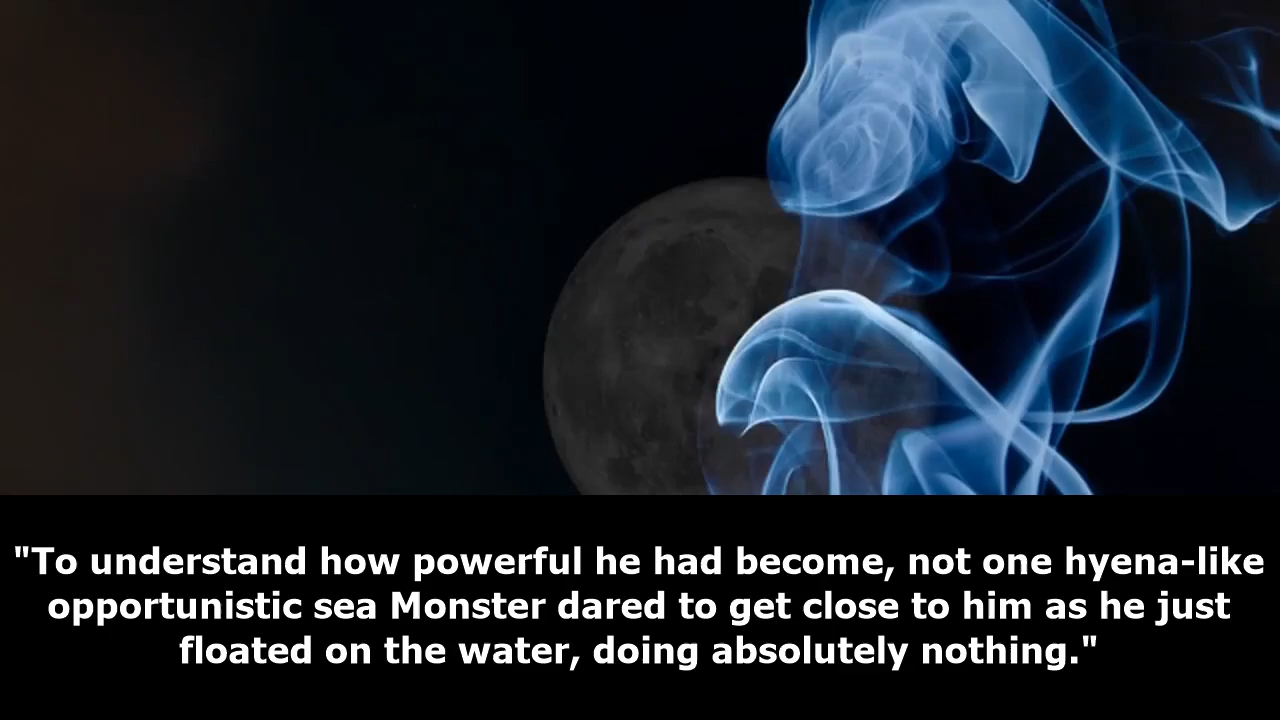 "To understand how powerful he had become, not one hyena-like
opportunistic sea Monster dared to get close to him as he just
floated on the water, doing absolutely nothing."